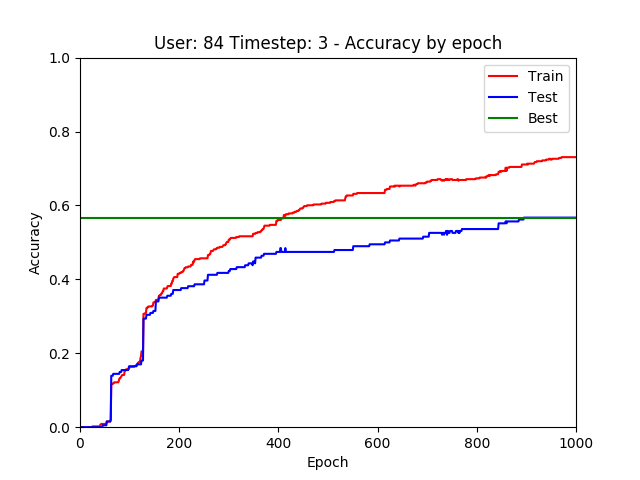 User: 84 Timestep: 3 - Accuracy by epoch
1.0
0.8
0.6
0.4
0.2
0.0
Accuracy
Train
Test
Best
0 200 400 600 800 1000
Epoch